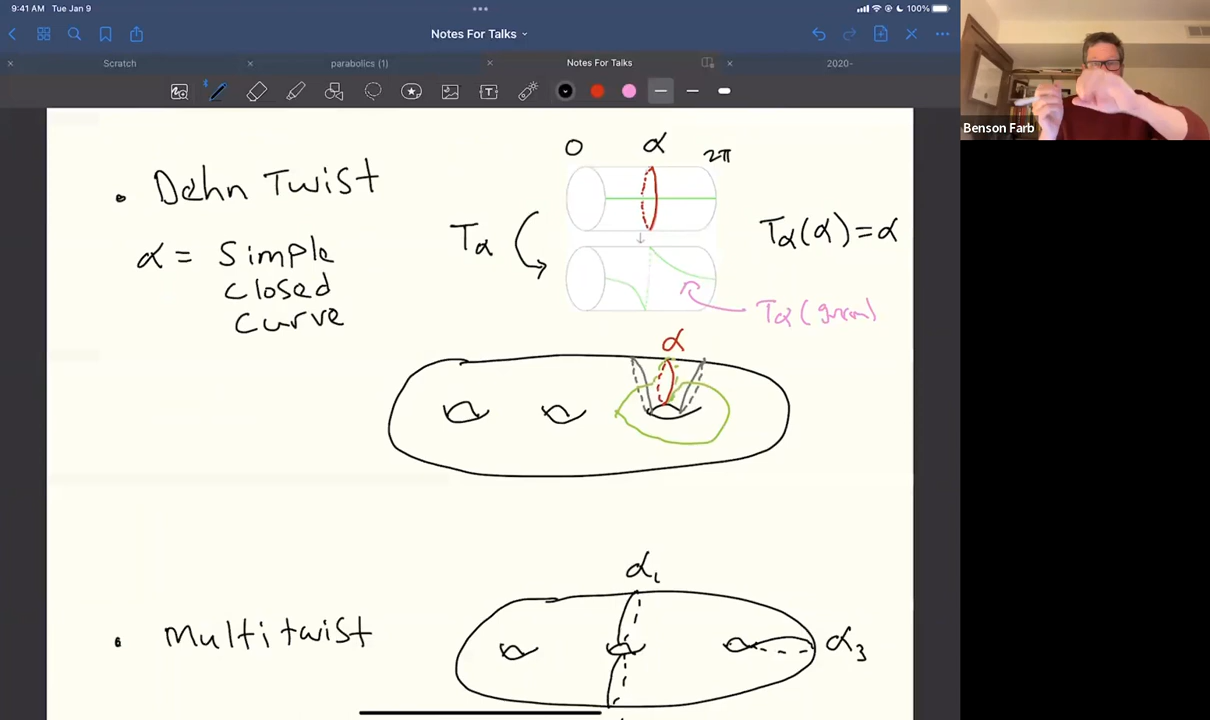 9:41 AM Tue Jan 9
100%
Notes For Talks
Scratch
parabolics (1)
Notes For Talks
2020-
Benson Farb
0 α 2π
• Dehn Twist
Tα
Tα(α)=α
α = Simple
closed
curve
Tα(green)
α
α₁
• Multitwist
α₃